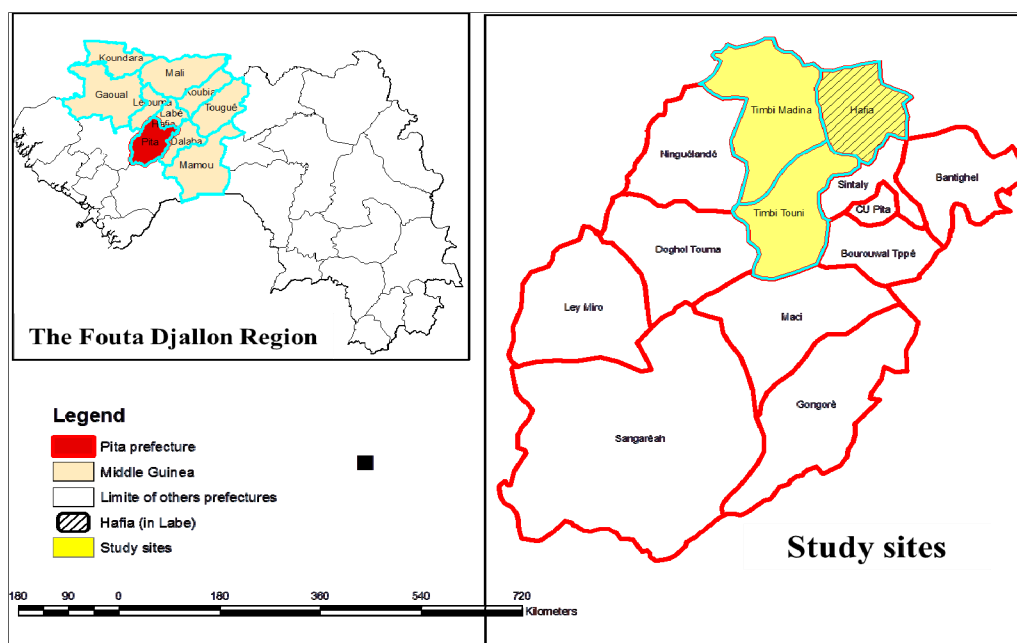 Koundara
Mali
Gaoual
Koubia
Lelouma
Tougué
Labé
Hafia
Pita
Dalaba
Mamou
The Fouta Djallon Region
Legend
Pita prefecture
Middle Guinea
Limite of others prefectures
Hafia (in Labe)
Study sites
180 90 0 180 360 540 720
Kilometers
Timbi Madina
Hafia
Ninguélandé
Sintaly
Bantighel
CU Pita
Timbi Touni
Doghol Touma
Bourouwal Tppé
Ley Miro
Maci
Gongorè
Sangaréah
Study sites